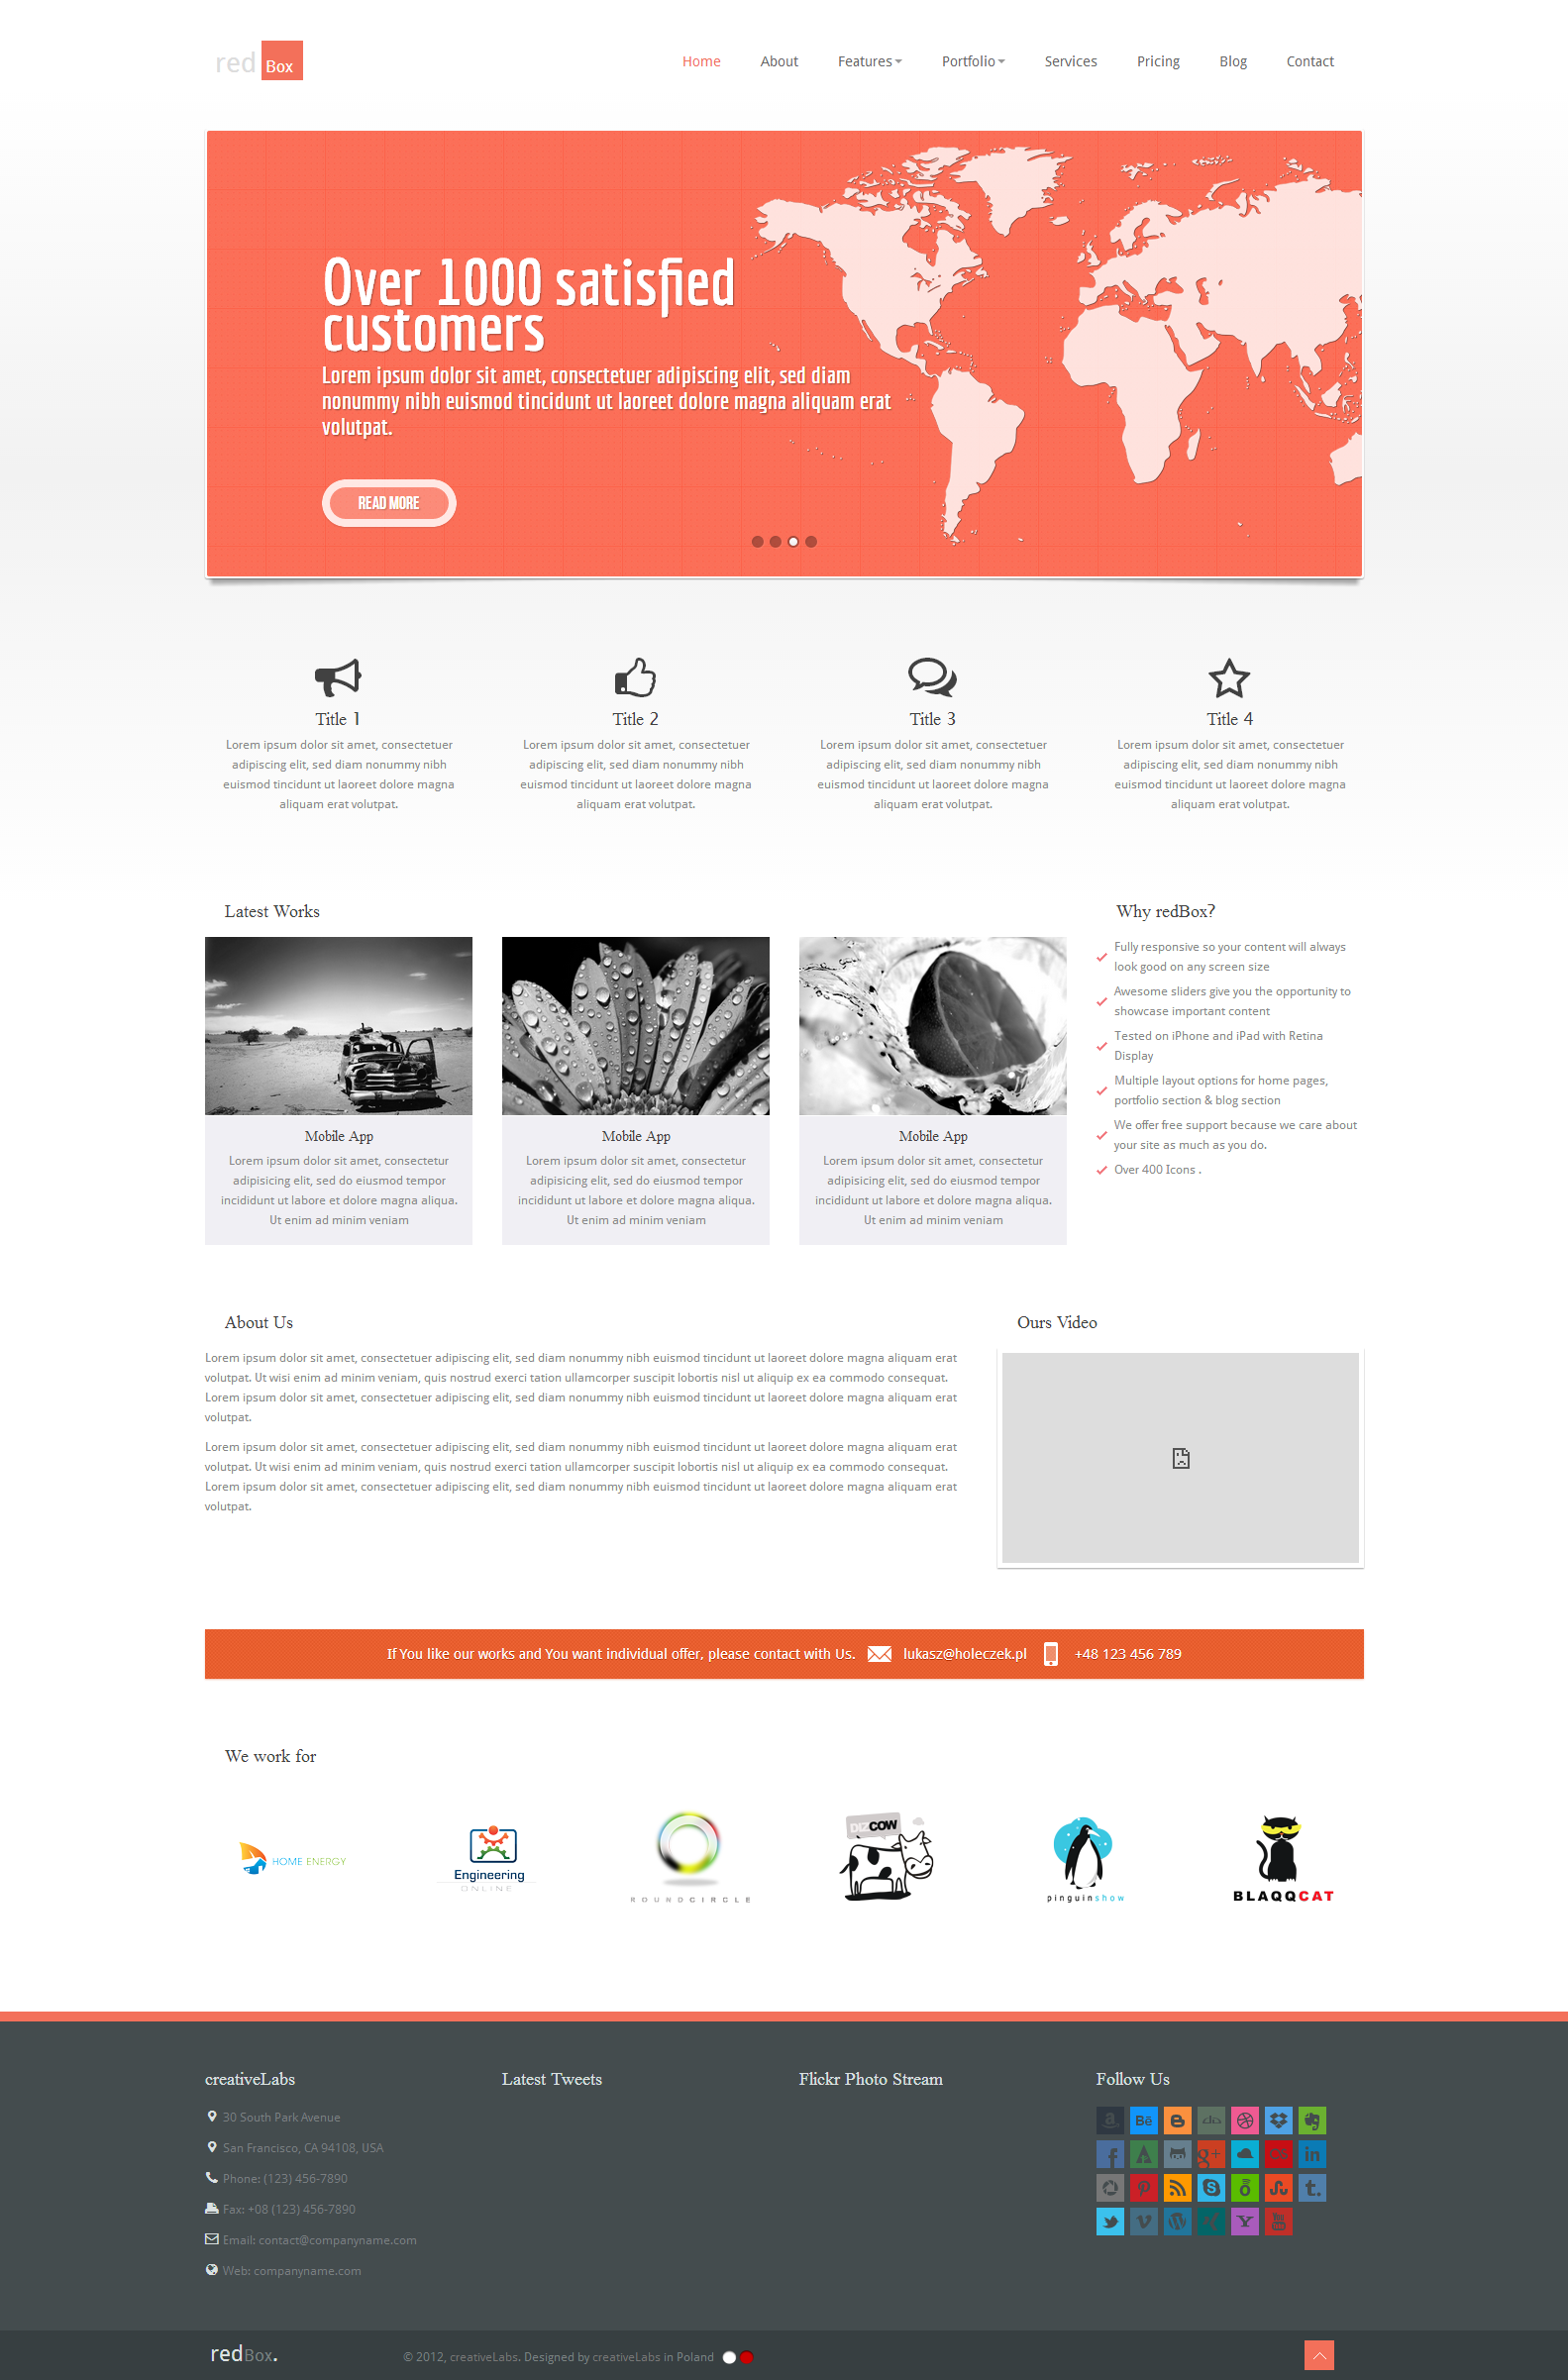 red Box
Home About Features Portfolio Services Pricing Blog Contact
Over 1000 satisfied
customers
Lorem ipsum dolor sit amet, consectetuer adipiscing elit, sed diam
nonummy nibh euismod tincidunt ut laoreet dolore magna aliquam erat
volutpat.
READ MORE
Title 1
Lorem ipsum dolor sit amet, consectetuer
adipiscing elit, sed diam nonummy nibh
euismod tincidunt ut laoreet dolore magna
aliquam erat volutpat.
Title 2
Lorem ipsum dolor sit amet, consectetuer
adipiscing elit, sed diam nonummy nibh
euismod tincidunt ut laoreet dolore magna
aliquam erat volutpat.
Title 3
Lorem ipsum dolor sit amet, consectetuer
adipiscing elit, sed diam nonummy nibh
euismod tincidunt ut laoreet dolore magna
aliquam erat volutpat.
Title 4
Lorem ipsum dolor sit amet, consectetuer
adipiscing elit, sed diam nonummy nibh
euismod tincidunt ut laoreet dolore magna
aliquam erat volutpat.
Latest Works
Mobile App
Lorem ipsum dolor sit amet, consectetur
adipisicing elit, sed do eiusmod tempor
incididunt ut labore et dolore magna aliqua.
Ut enim ad minim veniam
Mobile App
Lorem ipsum dolor sit amet, consectetur
adipisicing elit, sed do eiusmod tempor
incididunt ut labore et dolore magna aliqua.
Ut enim ad minim veniam
Mobile App
Lorem ipsum dolor sit amet, consectetur
adipisicing elit, sed do eiusmod tempor
incididunt ut labore et dolore magna aliqua.
Ut enim ad minim veniam
Why redBox?
Fully responsive so your content will always
look good on any screen size
Awesome sliders give you the opportunity to
showcase important content
Tested on iPhone and iPad with Retina
Display
Multiple layout options for home pages,
portfolio section & blog section
We offer free support because we care about
your site as much as you do.
Over 400 Icons .
About Us
Lorem ipsum dolor sit amet, consectetuer adipiscing elit, sed diam nonummy nibh euismod tincidunt ut laoreet dolore magna aliquam erat
volutpat. Ut wisi enim ad minim veniam, quis nostrud exerci tation ullamcorper suscipit lobortis nisl ut aliquip ex ea commodo consequat.
Lorem ipsum dolor sit amet, consectetuer adipiscing elit, sed diam nonummy nibh euismod tincidunt ut laoreet dolore magna aliquam erat
volutpat.
Lorem ipsum dolor sit amet, consectetuer adipiscing elit, sed diam nonummy nibh euismod tincidunt ut laoreet dolore magna aliquam erat
volutpat. Ut wisi enim ad minim veniam, quis nostrud exerci tation ullamcorper suscipit lobortis nisl ut aliquip ex ea commodo consequat.
Lorem ipsum dolor sit amet, consectetuer adipiscing elit, sed diam nonummy nibh euismod tincidunt ut laoreet dolore magna aliquam erat
volutpat.
Ours Video
If You like our works and You want individual offer, please contact with Us. lukasz@holeczek.pl +48 123 456 789
We work for
HOME ENERGY
Engineering
ONLINE
ROUNDCIRCLE
DIZCOW
pinguinshow
BLAQQCAT
creativeLabs
30 South Park Avenue
San Francisco, CA 94108, USA
Phone: (123) 456-7890
Fax: +08 (123) 456-7890
Email: contact@companyname.com
Web: companyname.com
Latest Tweets
Flickr Photo Stream
Follow Us
redBox.
© 2012, creativeLabs. Designed by creativeLabs in Poland